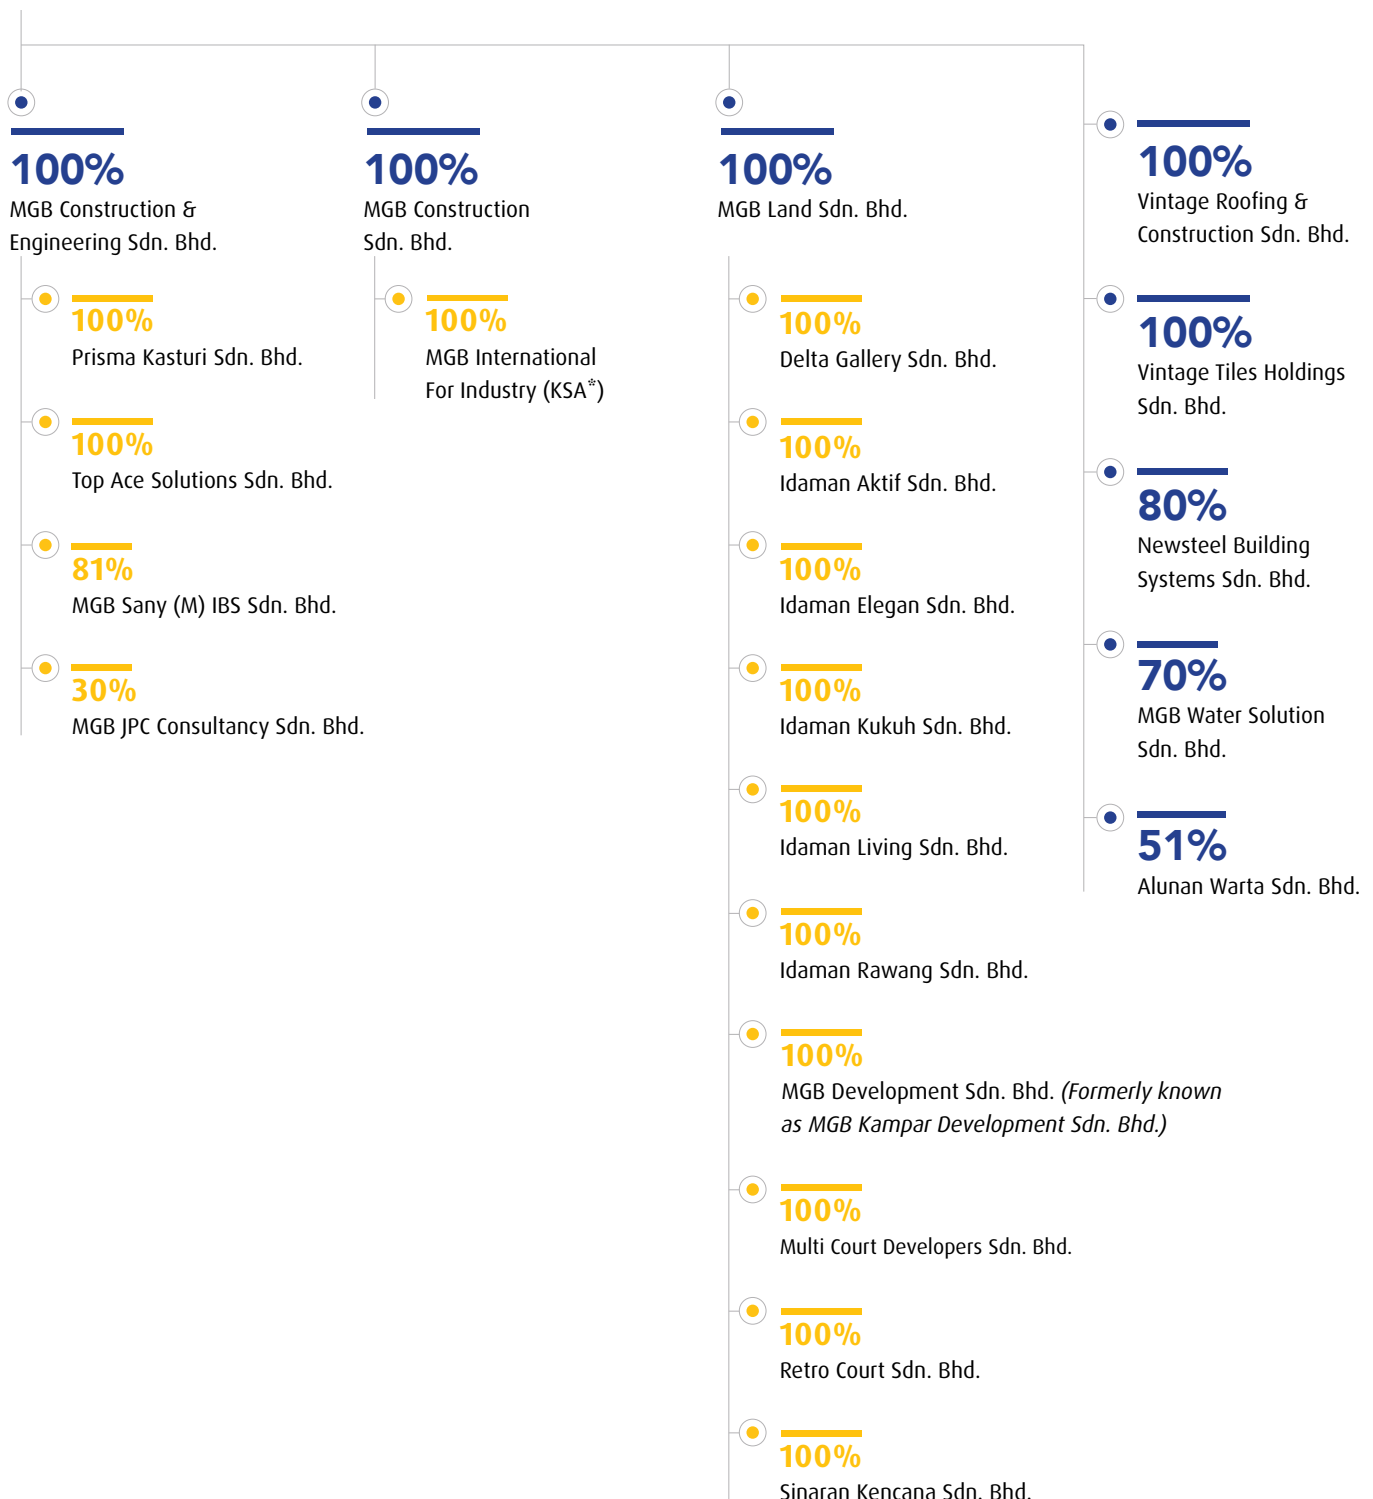 100%
MGB Construction &
Engineering Sdn. Bhd.
100%
Prisma Kasturi Sdn. Bhd.
100%
Top Ace Solutions Sdn. Bhd.
81%
MGB Sany (M) IBS Sdn. Bhd.
30%
MGB JPC Consultancy Sdn. Bhd.
100%
MGB Construction
Sdn. Bhd.
100%
MGB International
For Industry (KSA*)
100%
MGB Land Sdn. Bhd.
100%
Delta Gallery Sdn. Bhd.
100%
Idaman Aktif Sdn. Bhd.
100%
Idaman Elegan Sdn. Bhd.
100%
Idaman Kukuh Sdn. Bhd.
100%
Idaman Living Sdn. Bhd.
100%
Idaman Rawang Sdn. Bhd.
100%
MGB Development Sdn. Bhd. (Formerly known
as MGB Kampar Development Sdn. Bhd.)
100%
Multi Court Developers Sdn. Bhd.
100%
Retro Court Sdn. Bhd.
100%
Sinaran Kencana Sdn. Bhd.
100%
Vintage Roofing &
Construction Sdn. Bhd.
100%
Vintage Tiles Holdings
Sdn. Bhd.
80%
Newsteel Building
Systems Sdn. Bhd.
70%
MGB Water Solution
Sdn. Bhd.
51%
Alunan Warta Sdn. Bhd.